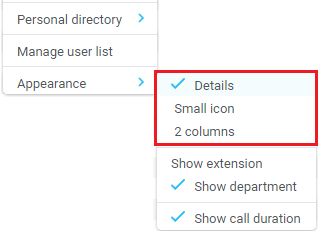 Personal directory
Manage user list
Appearance
Details
Small icon
2 columns
Show extension
Show department
Show call duration